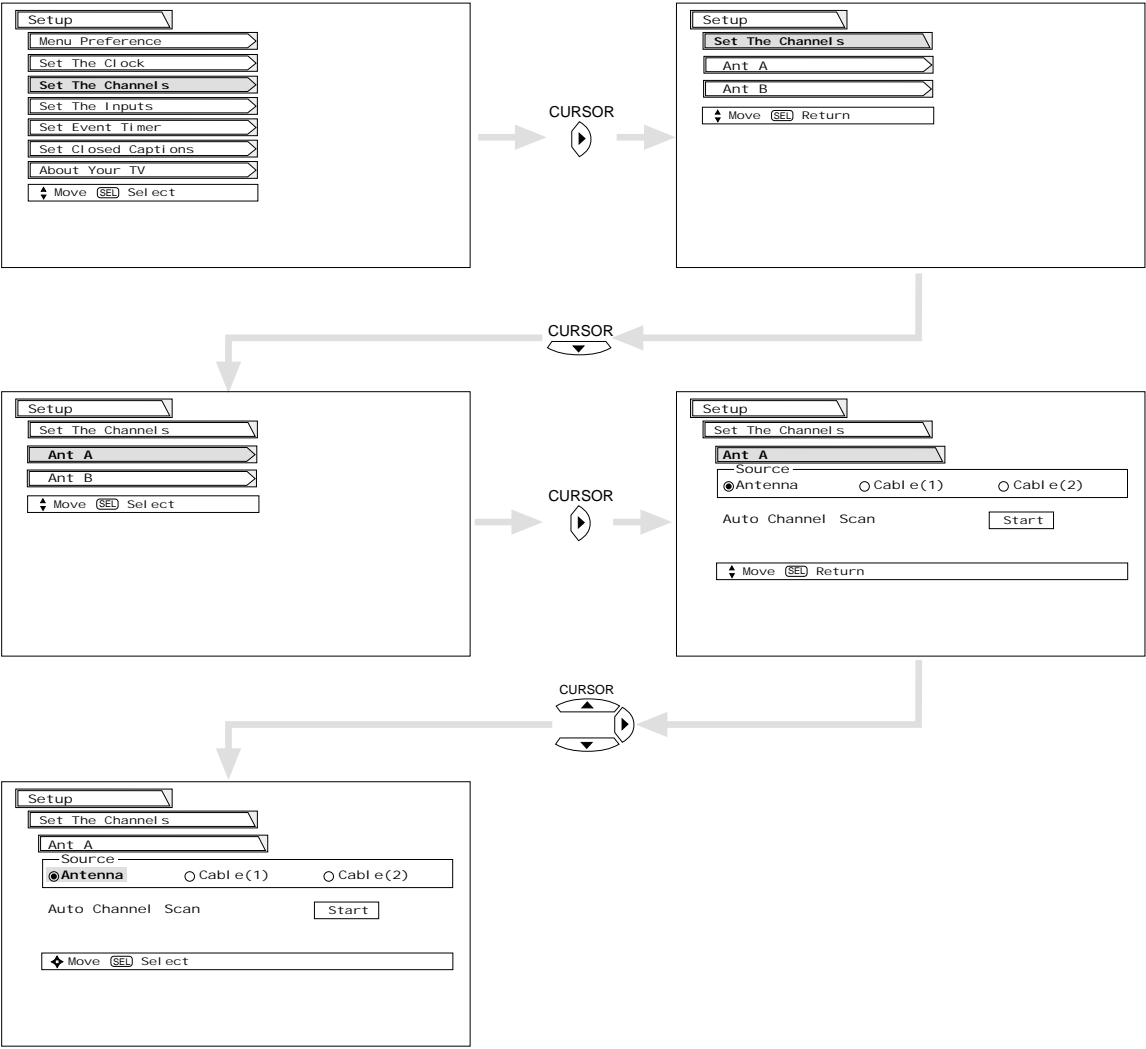 Setup
Menu Preference
Set The Clock
Set The Channels
Set The Inputs
Set Event Timer
Set Closed Captions
About Your TV
Move SEL Select
CURSOR
Setup
Set The Channels
Ant A
Ant B
Move SEL Return
CURSOR
Setup
Set The Channels
Ant A
Ant B
Move SEL Select
CURSOR
Setup
Set The Channels
Ant A
Source
Antenna Cable(1) Cable(2)
Auto Channel Scan Start
Move SEL Return
CURSOR
Setup
Set The Channels
Ant A
Source
Antenna Cable(1) Cable(2)
Auto Channel Scan Start
Move SEL Select